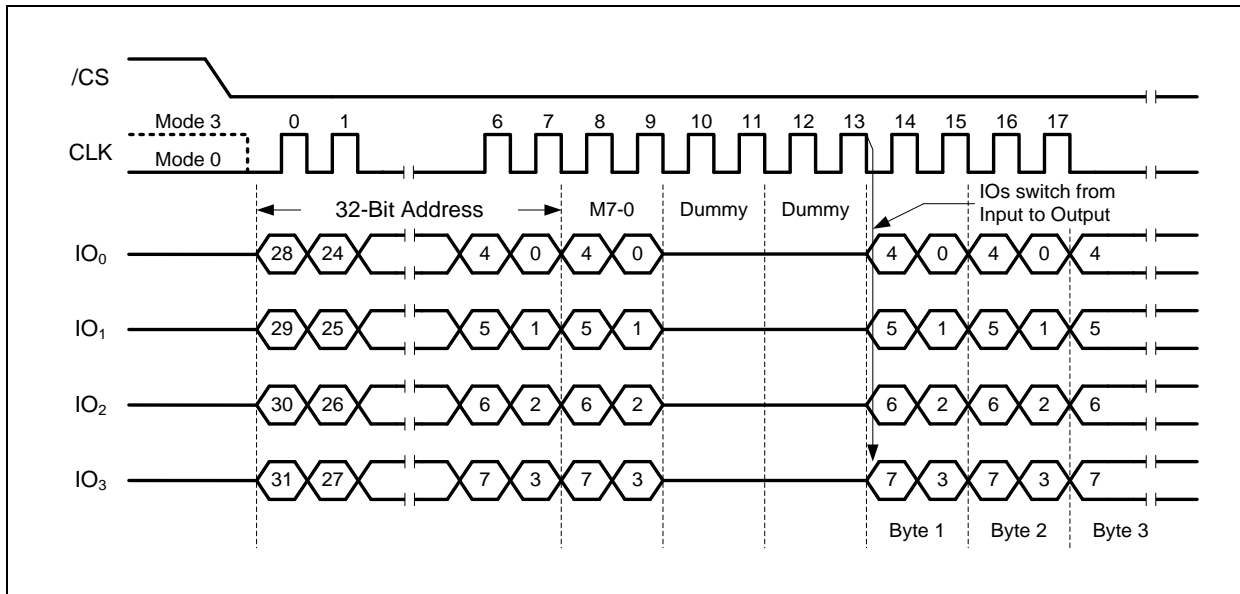 /CS
Mode 3
CLK
Mode 0
0 1 6 7 8 9 10 11 12 13 14 15 16 17
32-Bit Address
M7-0
Dummy
Dummy
IOs switch from
Input to Output
IO0 28 24 4 0 4 0 4 0 4 0 4
IO1 29 25 5 1 5 1 5 1 5 1 5
IO2 30 26 6 2 6 2 6 2 6 2 6
IO3 31 27 7 3 7 3 7 3 7 3 7
Byte 1
Byte 2
Byte 3